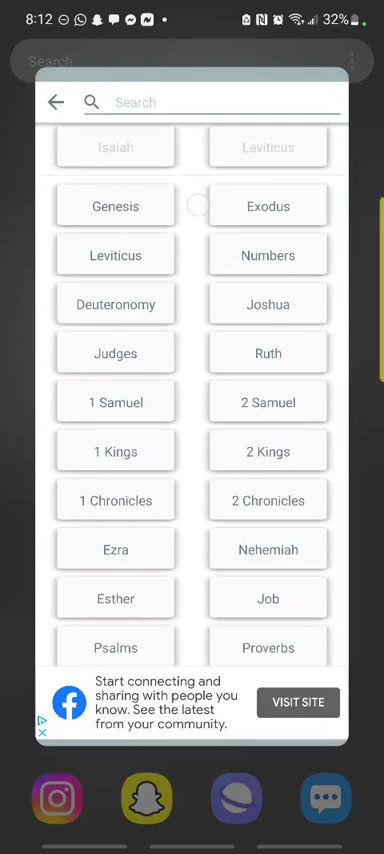 8:12
32%
Search
Search
Isaiah Leviticus
Genesis Exodus
Leviticus Numbers
Deuteronomy Joshua
Judges Ruth
1 Samuel 2 Samuel
1 Kings 2 Kings
1 Chronicles 2 Chronicles
Ezra Nehemiah
Esther Job
Psalms Proverbs
Start connecting and
sharing with people you
know. See the latest
from your community.
VISIT SITE